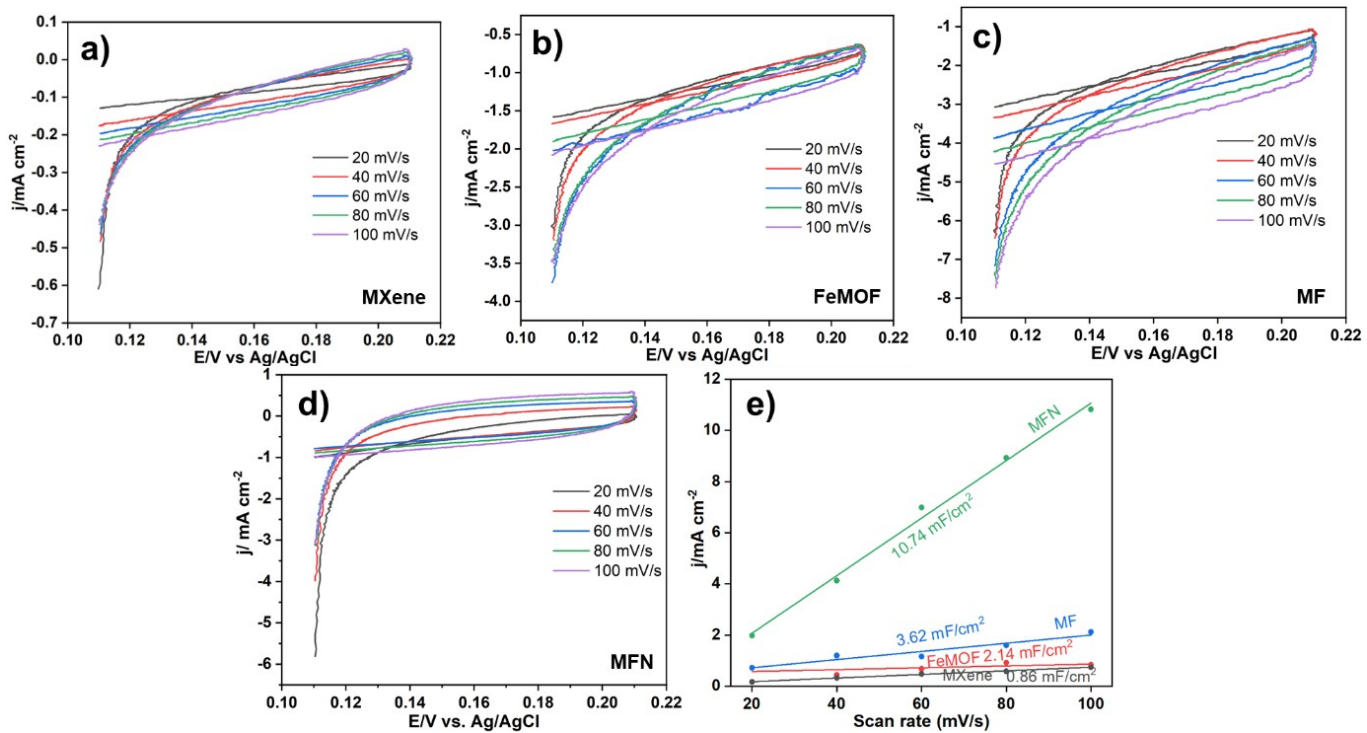 a)
0.1
0.0
-0.1
-0.2
-0.3
-0.4
-0.5
-0.6
-0.7
j/mA cm-2
20 mV/s
40 mV/s
60 mV/s
80 mV/s
100 mV/s
MXene
0.10 0.12 0.14 0.16 0.18 0.20 0.22
E/V vs Ag/AgCl
b)
-0.5
-1.0
-1.5
-2.0
-2.5
-3.0
-3.5
-4.0
j/mA cm-2
20 mV/s
40 mV/s
60 mV/s
80 mV/s
100 mV/s
FeMOF
0.10 0.12 0.14 0.16 0.18 0.20 0.22
E/V vs Ag/AgCl
c)
-1
-2
-3
-4
-5
-6
-7
-8
j/mA cm-2
20 mV/s
40 mV/s
60 mV/s
80 mV/s
100 mV/s
MF
0.10 0.12 0.14 0.16 0.18 0.20 0.22
E/V vs Ag/AgCl
d)
1
0
-1
-2
-3
-4
-5
-6
j/ mA cm-2
20 mV/s
40 mV/s
60 mV/s
80 mV/s
100 mV/s
MFN
0.10 0.12 0.14 0.16 0.18 0.20 0.22
E/V vs. Ag/AgCl
e)
12
10
8
6
4
2
0
j/mA cm-2
MFN
10.74 mF/cm2
3.62 mF/cm2
MF
FeMOF 2.14 mF/cm2
MXene 0.86 mF/cm2
20 40 60 80 100
Scan rate (mV/s)